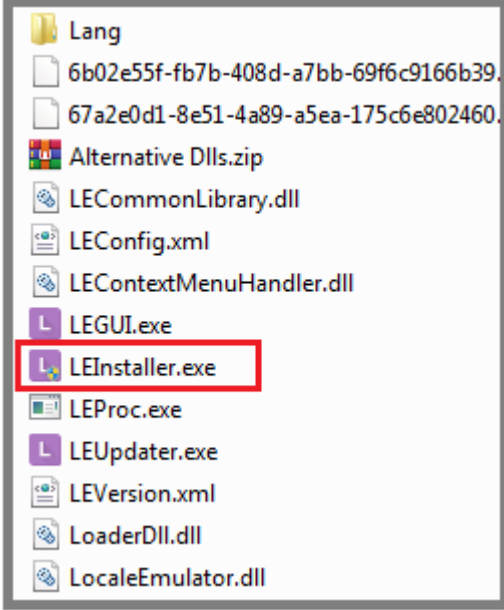 Lang
6b02e55f-fb7b-408d-a7bb-69f6c9166b39.
67a2e0d1-8e51-4a89-a5ea-175c6e802460.
Alternative Dlls.zip
LECommonLibrary.dll
LEConfig.xml
LEContextMenuHandler.dll
LEGUI.exe
LEInstaller.exe
LEProc.exe
LEUpdater.exe
LEVersion.xml
LoaderDll.dll
LocaleEmulator.dll